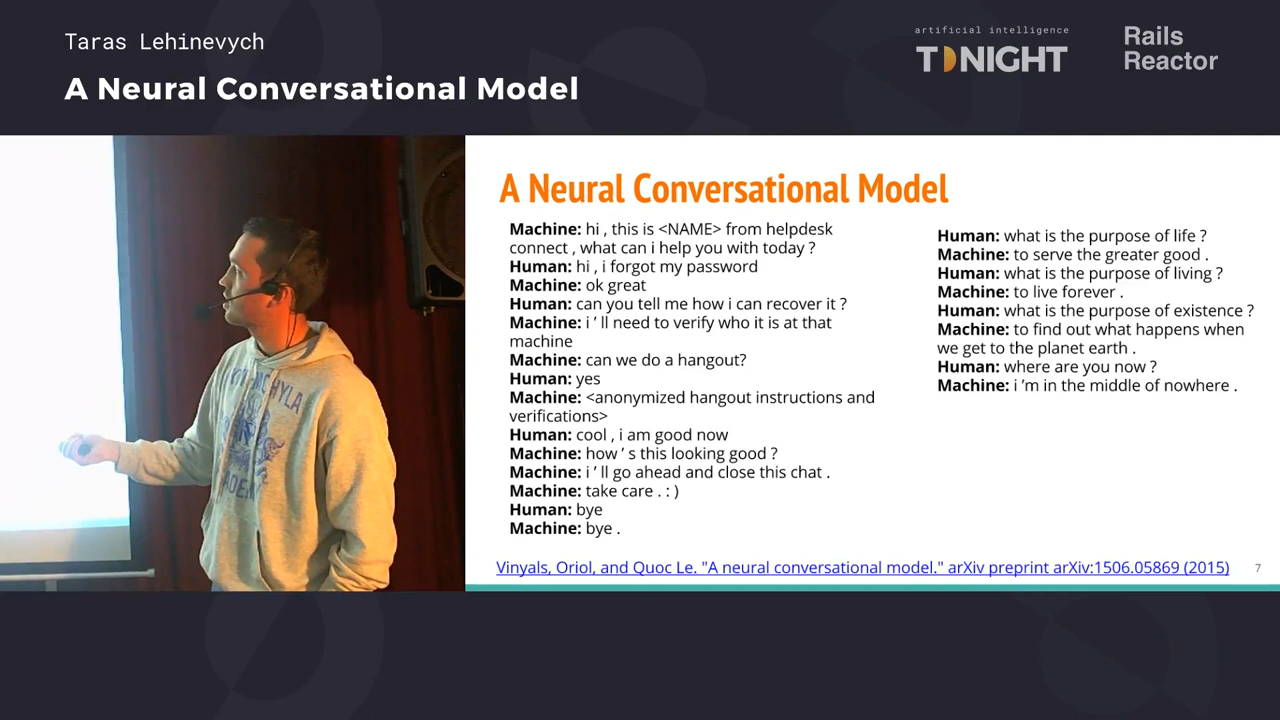 Taras Lehinevych
A Neural Conversational Model
artificial intelligence
TONIGHT
Rails
Reactor
A Neural Conversational Model
Machine: hi , this is <NAME> from helpdesk
connect , what can i help you with today ?
Human: hi , i forgot my password
Machine: ok great
Human: can you tell me how i can recover it ?
Machine: i ' ll need to verify who it is at that
machine
Machine: can we do a hangout?
Human: yes
Machine: <anonymized hangout instructions and
verifications>
Human: cool , i am good now
Machine: how ' s this looking good ?
Machine: i ' ll go ahead and close this chat .
Machine: take care . : )
Human: bye
Machine: bye .
Human: what is the purpose of life ?
Machine: to serve the greater good .
Human: what is the purpose of living ?
Machine: to live forever .
Human: what is the purpose of existence ?
Machine: to find out what happens when
we get to the planet earth .
Human: where are you now ?
Machine: i 'm in the middle of nowhere .
Vinyals, Oriol, and Quoc Le. "A neural conversational model." arXiv preprint arXiv:1506.05869 (2015)
7